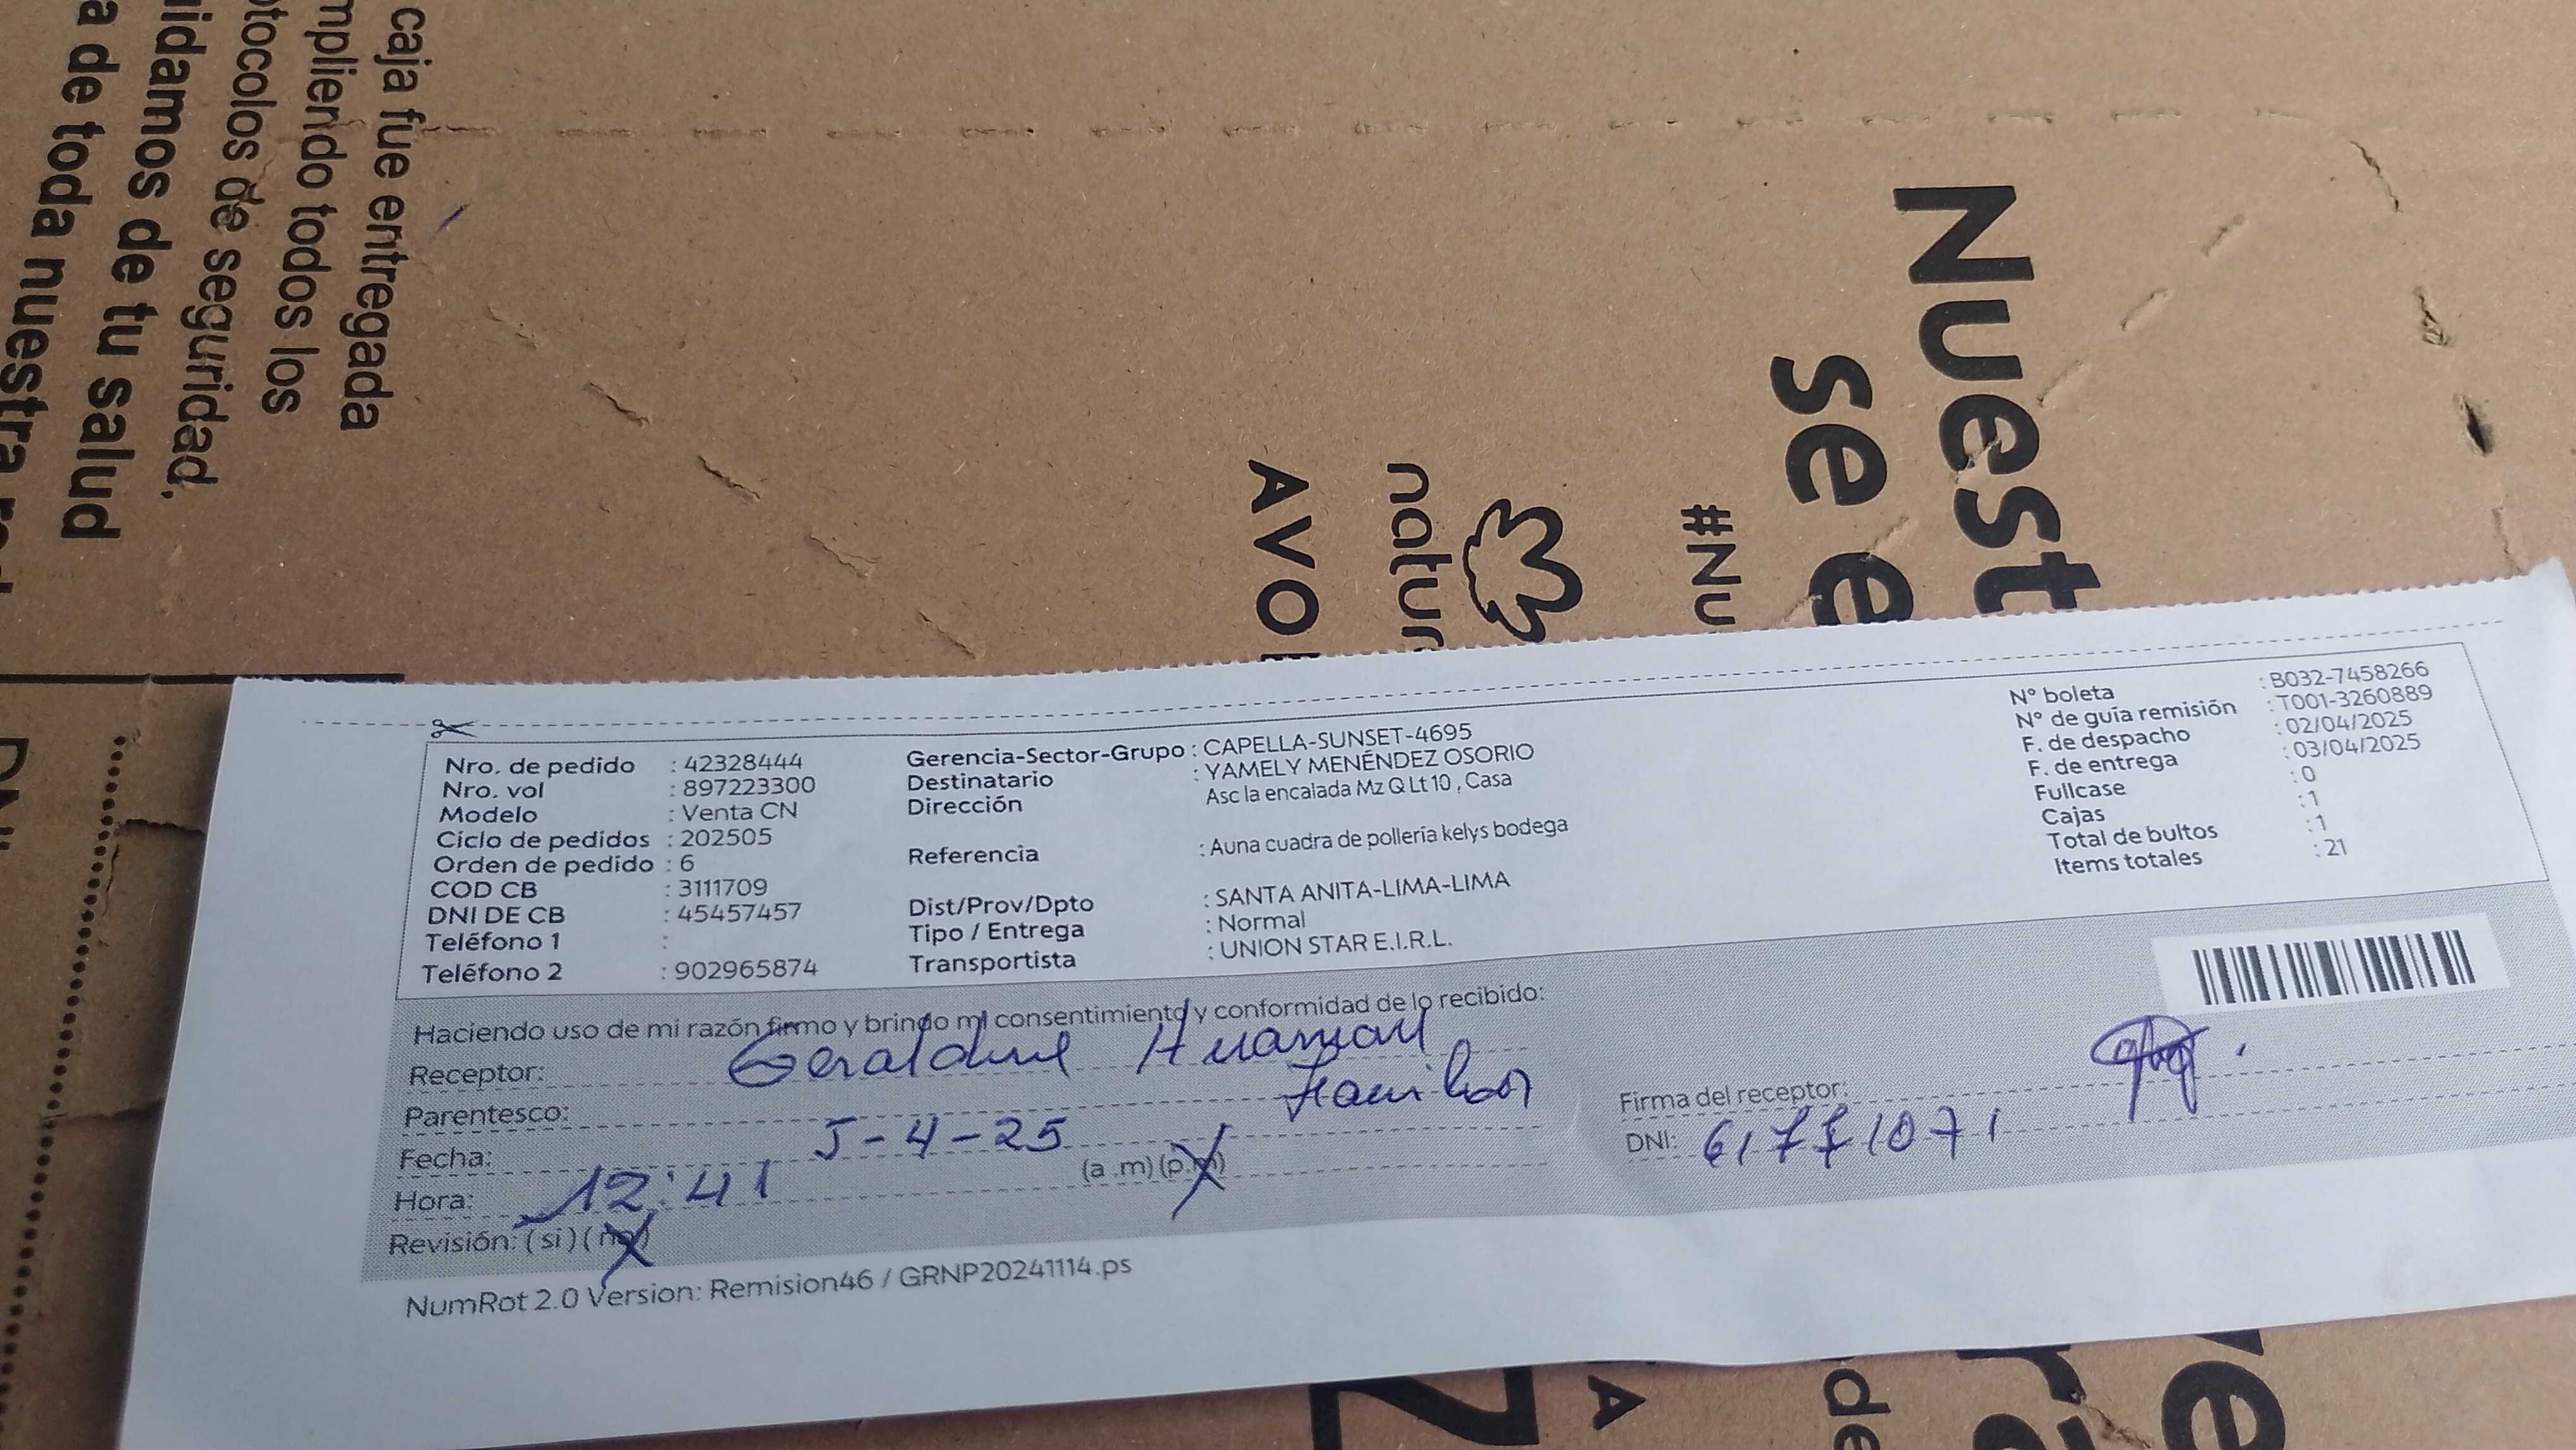 caja fue entregada
mpliendo todos los
otocolos de seguridad.
uidamos de tu salud
a de toda nuestra
Nuest
se e
#Nu
natur
AVO
Nro. de pedido : 42328444
Nro. vol : 897223300
Modelo : Venta CN
Ciclo de pedidos : 202505
Orden de pedido : 6
COD CB : 3111709
DNI DE CB : 45457457
Teléfono 1 :
Teléfono 2 : 902965874
Gerencia-Sector-Grupo : CAPELLA-SUNSET-4695
Destinatario : YAMELY MENÉNDEZ OSORIO
Dirección Asc la encalada Mz Q Lt 10 , Casa
Referencia : Auna cuadra de pollería kelys bodega
Dist/Prov/Dpto : SANTA ANITA-LIMA-LIMA
Tipo / Entrega : Normal
Transportista : UNION STAR E.I.R.L.
N° boleta : B032-7458266
N° de guía remisión : T001-3260889
F. de despacho : 02/04/2025
F. de entrega : 03/04/2025
Fullcase : 0
Cajas : 1
Total de bultos : 1
Items totales : 21
Haciendo uso de mi razón firmo y brindo mi consentimiento y conformidad de lo recibido:
Receptor: Geraldine Huaman
Parentesco: Familiar
Fecha: 5-4-25
Hora: 12:41 (a .m) (p.m)
Revisión: ( si ) ( no )
Firma del receptor:
DNI: 61771071
NumRot 2.0 Version: Remision46 / GRNP20241114.ps